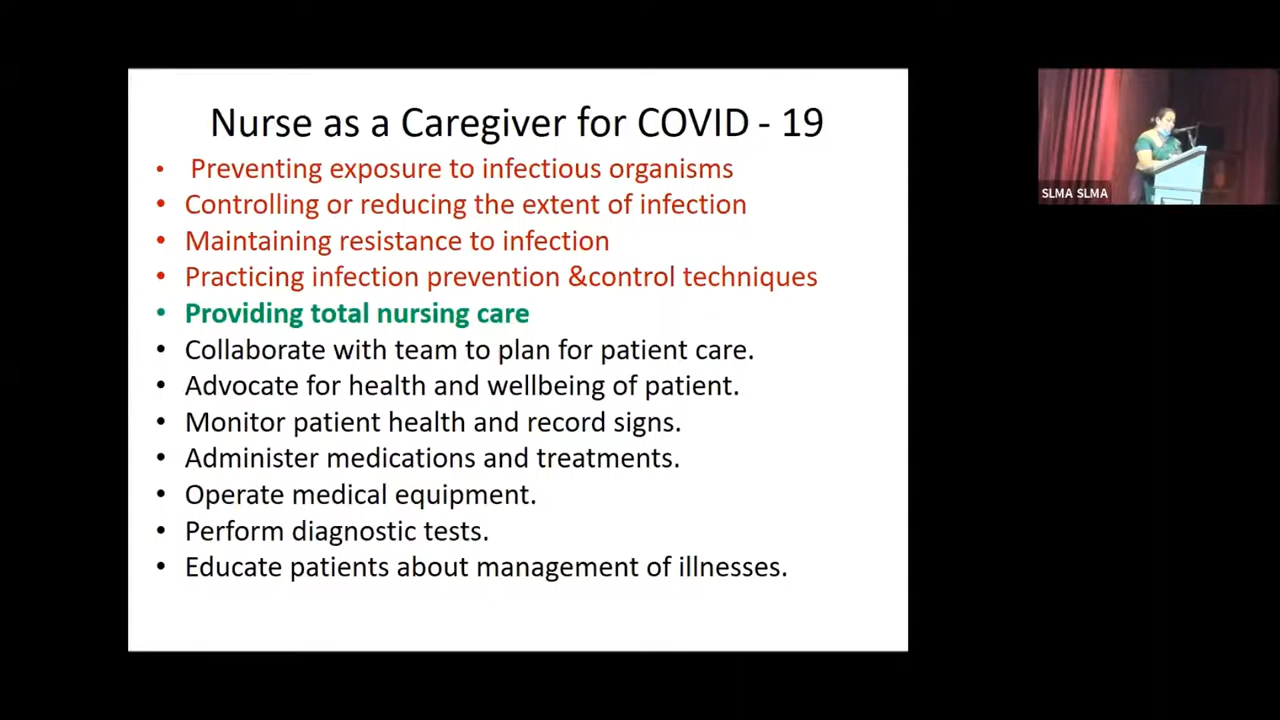 Nurse as a Caregiver for COVID - 19
• Preventing exposure to infectious organisms
• Controlling or reducing the extent of infection
• Maintaining resistance to infection
• Practicing infection prevention &control techniques
• Providing total nursing care
• Collaborate with team to plan for patient care.
• Advocate for health and wellbeing of patient.
• Monitor patient health and record signs.
• Administer medications and treatments.
• Operate medical equipment.
• Perform diagnostic tests.
• Educate patients about management of illnesses.
SLMA SLMA